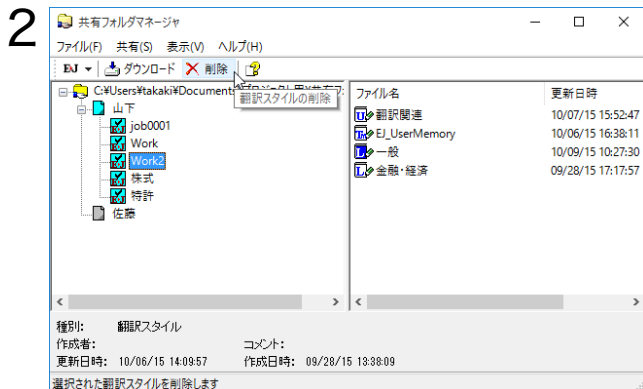 2
共有フォルダマネージャ
ファイル(F) 共有(S) 表示(V) ヘルプ(H)
EJ ダウンロード 削除
C:¥Users¥takaki¥Documents
翻訳スタイルの削除
山下
job0001
Work
Work2
株式
特許
佐藤
ファイル名 更新日時
翻訳関連 10/07/15 15:52:47
EJ_UserMemory 10/06/15 16:38:11
一般 10/09/15 10:27:30
金融・経済 09/28/15 17:17:57
種別: 翻訳スタイル
作成者: コメント:
更新日時: 10/06/15 14:09:57 作成日時: 09/28/15 13:38:09
選択された翻訳スタイルを削除します